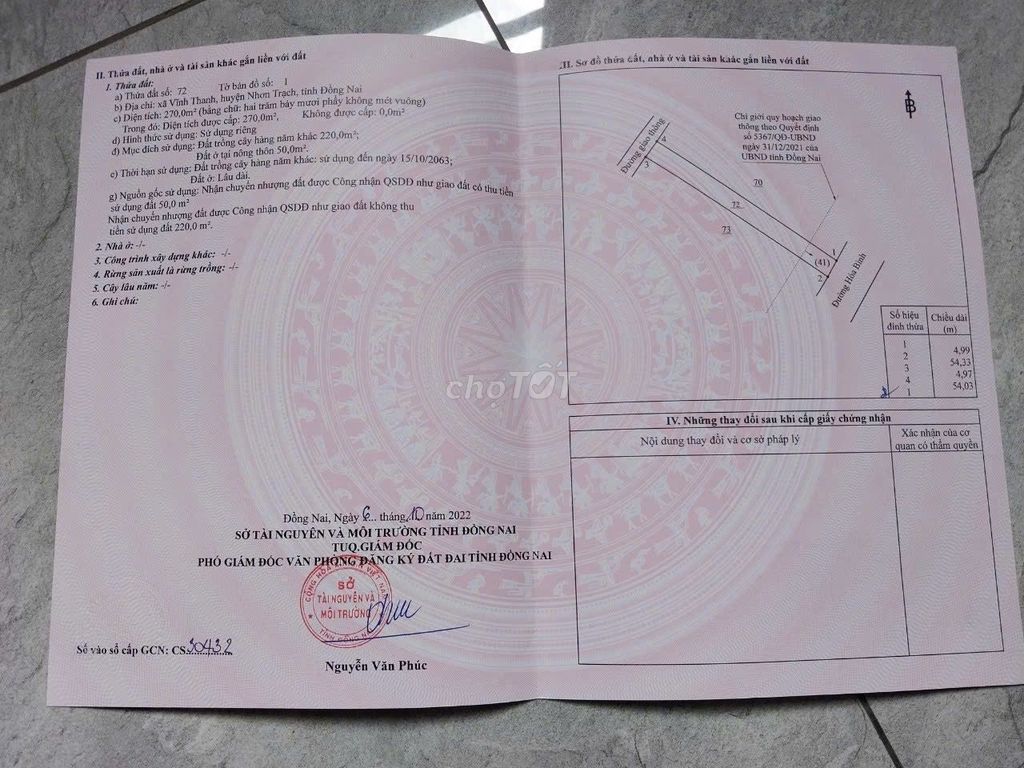 II. Thửa đất, nhà ở và tài sản khác gắn liền với đất
1. Thửa đất:
a) Thửa đất số: 72 Tờ bản đồ số: 1
b) Địa chỉ: xã Vĩnh Thanh, huyện Nhơn Trạch, tỉnh Đồng Nai
c) Diện tích: 270,0m² (bằng chữ: hai trăm bảy mươi phẩy không mét vuông)
Trong đó: Diện tích được cấp: 270,0m², Không được cấp: 0,0m²
d) Hình thức sử dụng: Sử dụng riêng
đ) Mục đích sử dụng: Đất trồng cây hàng năm khác 220,0m²;
Đất ở tại nông thôn 50,0m².
e) Thời hạn sử dụng: Đất trồng cây hàng năm khác: sử dụng đến ngày 15/10/2063;
Đất ở: Lâu dài.
g) Nguồn gốc sử dụng: Nhận chuyển nhượng đất được Công nhận QSDĐ như giao đất có thu tiền
sử dụng đất 50,0 m²
Nhận chuyển nhượng đất được Công nhận QSDĐ như giao đất không thu
tiền sử dụng đất 220,0 m².
2. Nhà ở: -/-
3. Công trình xây dựng khác: -/-
4. Rừng sản xuất là rừng trồng: -/-
5. Cây lâu năm: -/-
6. Ghi chú:
Đồng Nai, Ngày 6 tháng 10 năm 2022
SỞ TÀI NGUYÊN VÀ MÔI TRƯỜNG TỈNH ĐỒNG NAI
TUQ.GIÁM ĐỐC
PHÓ GIÁM ĐỐC VĂN PHÒNG ĐĂNG KÝ ĐẤT ĐAI TỈNH ĐỒNG NAI
CỘNG HÒA VIỆT NAM
SỞ
TÀI NGUYÊN VÀ
MÔI TRƯỜNG
TỈNH ĐỒNG NAI
Nguyễn Văn Phúc
Số vào sổ cấp GCN: CS 30432
chợTỐT
III. Sơ đồ thửa đất, nhà ở và tài sản khác gắn liền với đất
B
Chỉ giới quy hoạch giao
thông theo Quyết định
số 5367/QĐ-UBND
ngày 31/12/2021 của
UBND tỉnh Đồng Nai
Đường giao thông
4
3
70
72
73
1
(41)
2
Đường Hòa Bình
Số hiệu đỉnh thửa Chiều dài (m)
1
4,99
2
54,33
3
4,97
4
54,03
1
IV. Những thay đổi sau khi cấp giấy chứng nhận
Nội dung thay đổi và cơ sở pháp lý
Xác nhận của cơ
quan có thẩm quyền